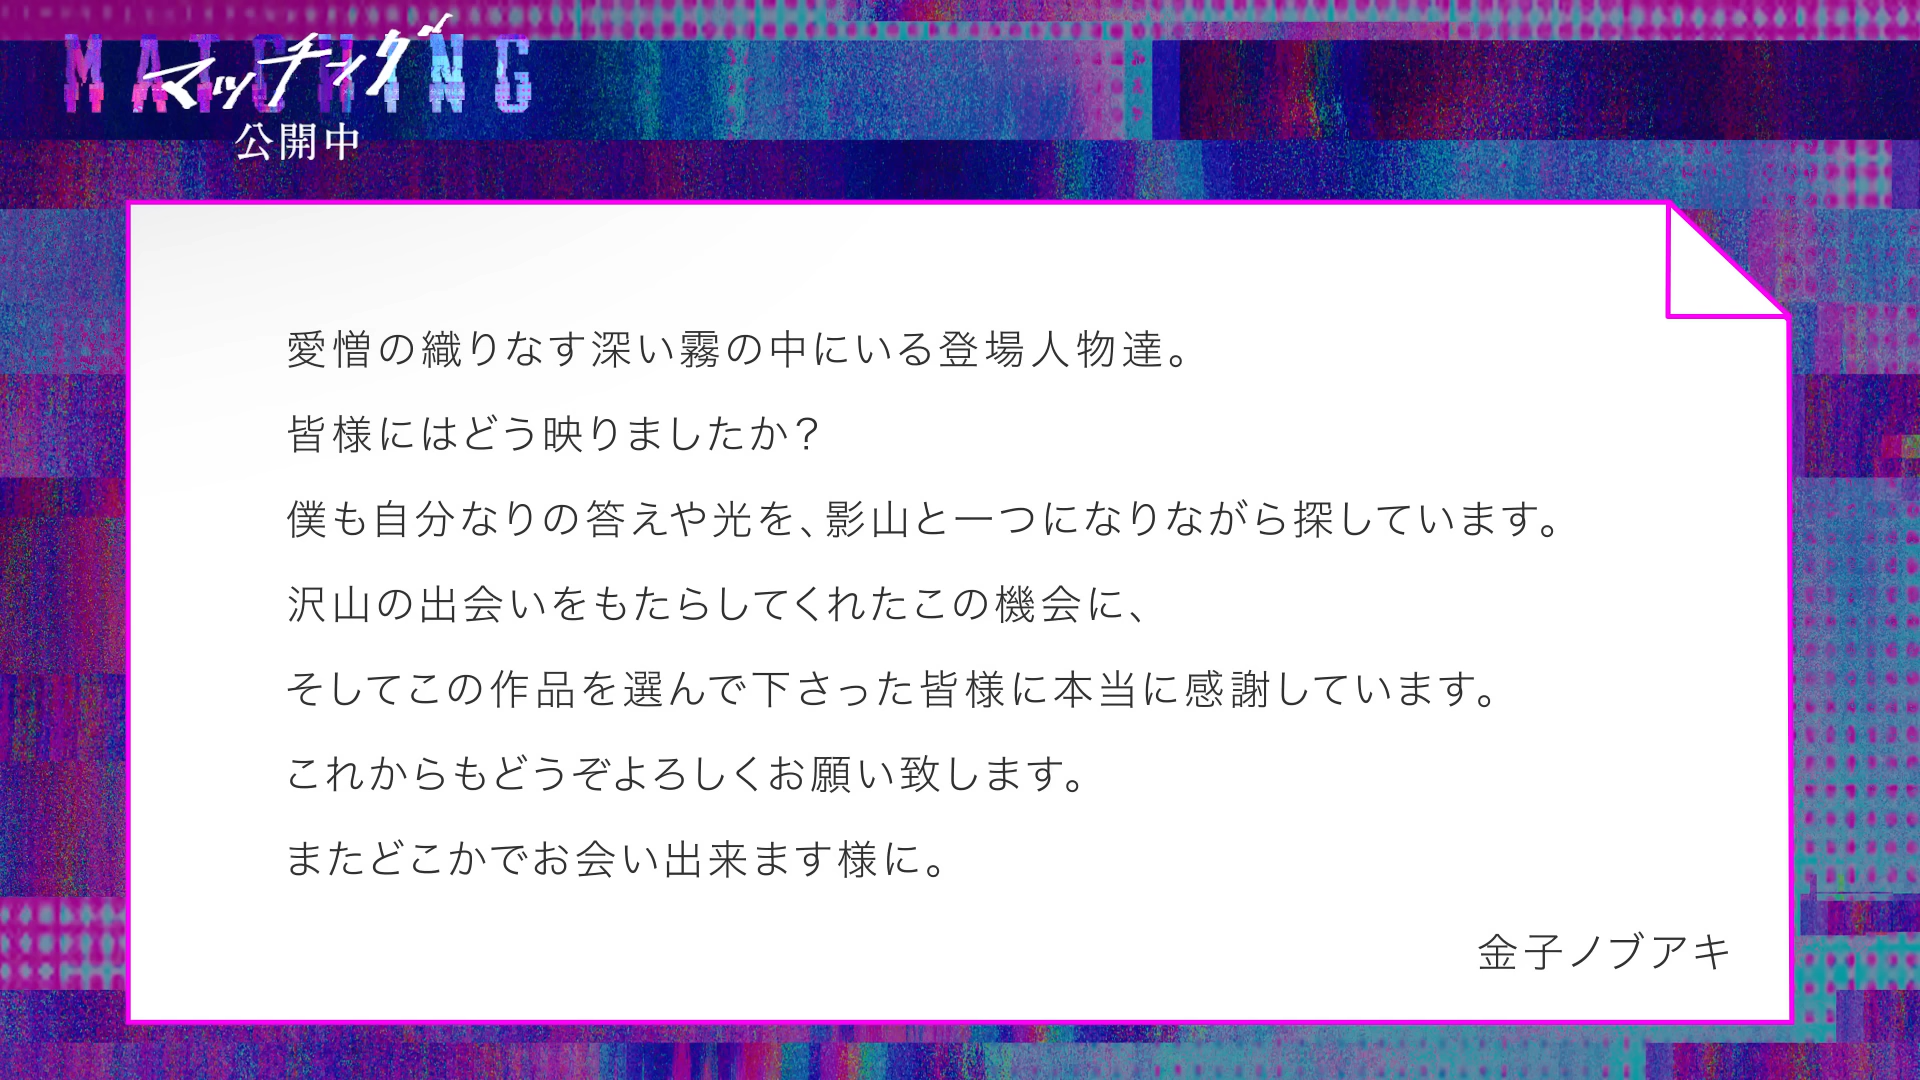 MATCHING
マッチング
公開中
愛憎の織りなす深い霧の中にいる登場人物達。
皆様にはどう映りましたか？
僕も自分なりの答えや光を、影山と一つになりながら探しています。
沢山の出会いをもたらしてくれたこの機会に、
そしてこの作品を選んで下さった皆様に本当に感謝しています。
これからもどうぞよろしくお願い致します。
またどこかでお会い出来ます様に。
金子ノブアキ